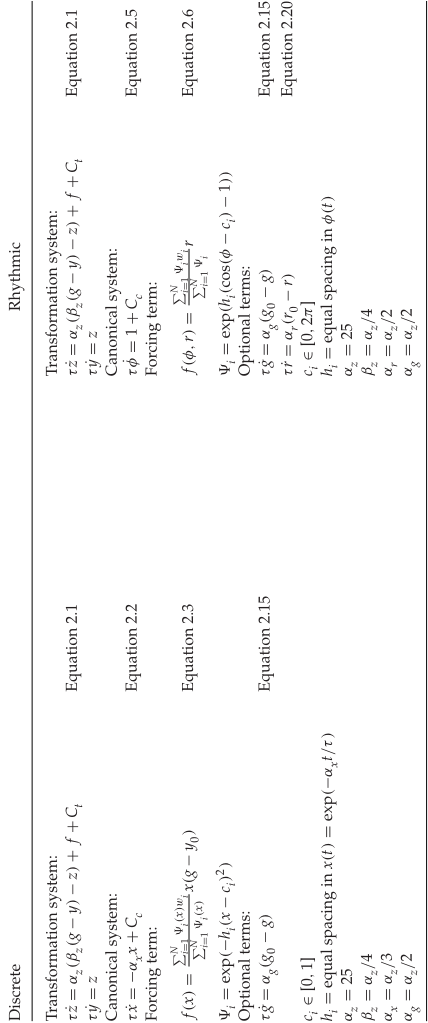 Discrete Rhythmic
Transformation system: Transformation system:
τż = α_z(β_z(g − y) − z) + f + C_t Equation 2.1 τż = α_z(β_z(g − y) − z) + f + C_t Equation 2.1
τẏ = z τẏ = z
Canonical system: Canonical system:
τẋ = −α_x x + C_c Equation 2.2 τϕ̇ = 1 + C_c Equation 2.5
Forcing term: Forcing term:
f(x) = \frac{∑_{i=1}^N Ψ_i(x)w_i}{∑_{i=1}^N Ψ_i(x)} x(g − y_0) Equation 2.3 f(ϕ, r) = \frac{∑_{i=1}^N Ψ_i w_i}{∑_{i=1}^N Ψ_i} r Equation 2.6
Ψ_i = exp(−h_i(x − c_i)^2) Ψ_i = exp(h_i(cos(ϕ − c_i) − 1))
Optional terms: Optional terms:
τġ = α_g(g_0 − g) Equation 2.15 τġ = α_g(g_0 − g) Equation 2.15
τṙ = α_r(r_0 − r) Equation 2.20
c_i ∈ [0, 1] c_i ∈ [0, 2π]
h_i = equal spacing in x(t) = exp(−α_x t/τ) h_i = equal spacing in ϕ(t)
α_z = 25 α_z = 25
β_z = α_z/4 β_z = α_z/4
α_x = α_z/3 α_r = α_z/2
α_g = α_z/2 α_g = α_z/2